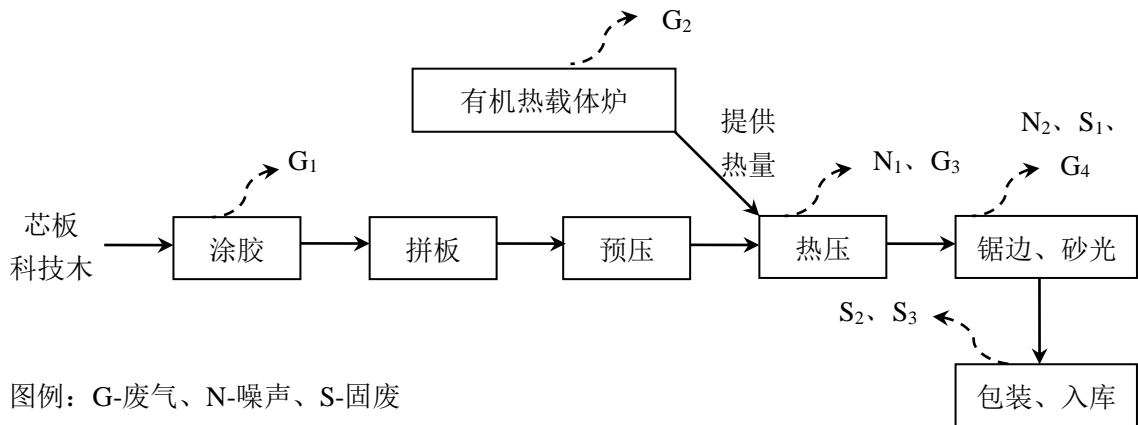 G₂
有机热载体炉
提供
热量
N₂、S₁、
G₄
G₁
N₁、G₃
芯板
科技木
涂胶
拼板
预压
热压
锯边、砂光
S₂、S₃
包装、入库
图例：G-废气、N-噪声、S-固废